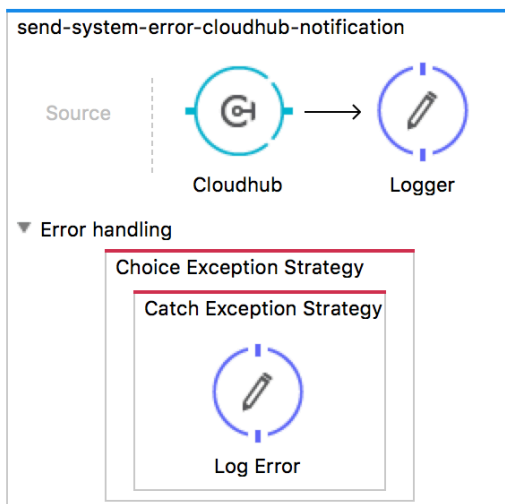 send-system-error-cloudhub-notification
Source
Cloudhub
Logger
Error handling
Choice Exception Strategy
Catch Exception Strategy
Log Error